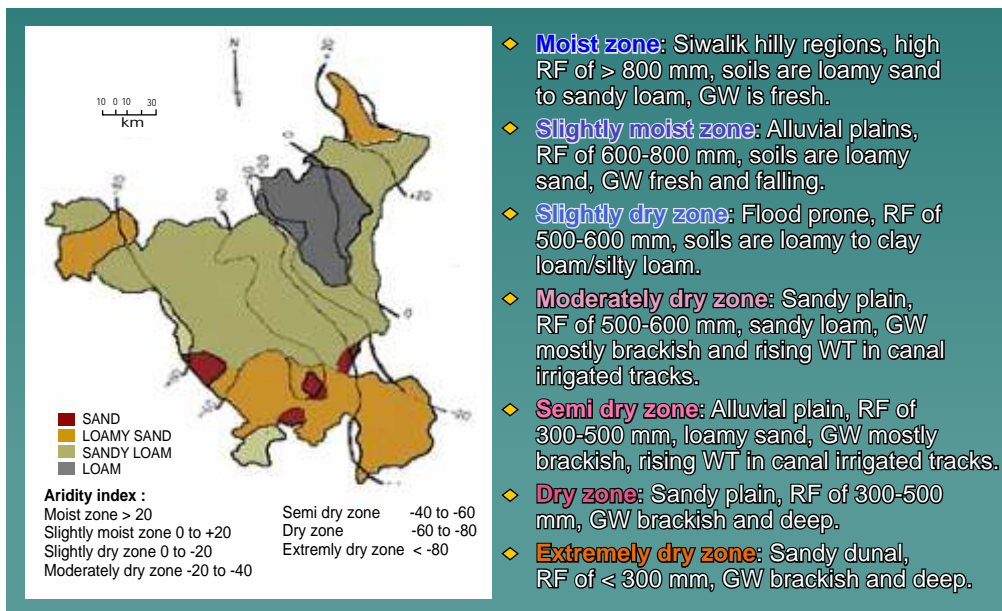 N
+20
10 0 10 30
km
0
-20
+20
-60
-0
-20
SAND
LOAMY SAND
SANDY LOAM
LOAM
Aridity index :
Moist zone > 20
Slightly moist zone 0 to +20
Slightly dry zone 0 to -20
Moderately dry zone -20 to -40
Semi dry zone -40 to -60
Dry zone -60 to -80
Extremly dry zone < -80
Moist zone: Siwalik hilly regions, high
RF of > 800 mm, soils are loamy sand
to sandy loam, GW is fresh.
Slightly moist zone: Alluvial plains,
RF of 600-800 mm, soils are loamy
sand, GW fresh and falling.
Slightly dry zone: Flood prone, RF of
500-600 mm, soils are loamy to clay
loam/silty loam.
Moderately dry zone: Sandy plain,
RF of 500-600 mm, sandy loam, GW
mostly brackish and rising WT in canal
irrigated tracks.
Semi dry zone: Alluvial plain, RF of
300-500 mm, loamy sand, GW mostly
brackish, rising WT in canal irrigated tracks.
Dry zone: Sandy plain, RF of 300-500
mm, GW brackish and deep.
Extremely dry zone: Sandy dunal,
RF of < 300 mm, GW brackish and deep.